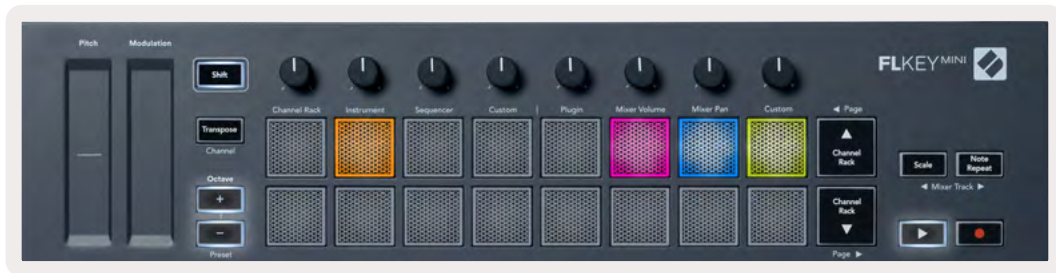 Pitch Modulation
Shift
FLKEY MINI
Channel Rack Instrument Sequencer Custom Plugin Mixer Volume Mixer Pan Custom ◀ Page
Transpose
Channel
▲
Channel
Rack
Scale
Note
Repeat
◀ Mixer Track ▶
Octave
+
−
Preset
Channel
Rack
▼
Page ▶